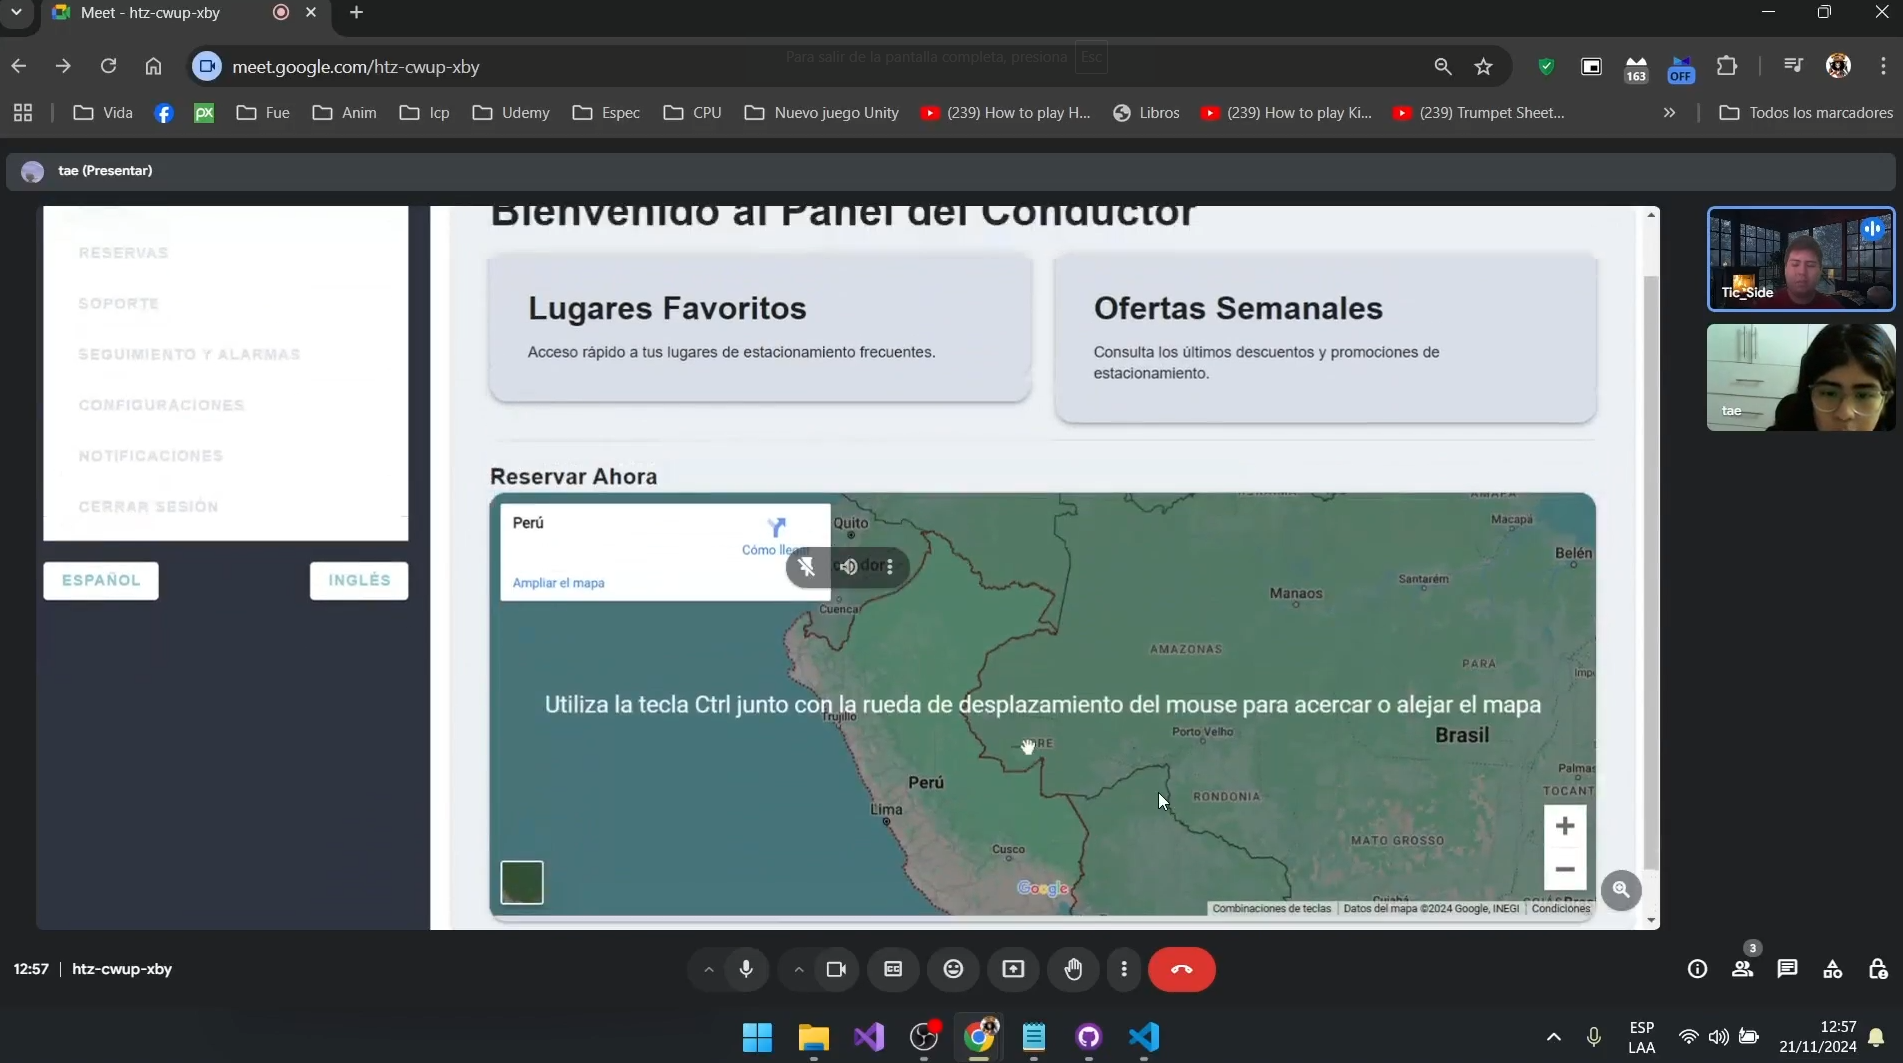 Meet - htz-cwup-xby
meet.google.com/htz-cwup-xby
Para salir de la pantalla completa, presiona Esc
163
OFF
Vida
Fue
Anim
Icp
Udemy
Espec
CPU
Nuevo juego Unity
(239) How to play H...
Libros
(239) How to play Ki...
(239) Trumpet Sheet...
Todos los marcadores
tae (Presentar)
Bienvenido al Panel del Conductor
RESERVAS
SOPORTE
SEGUIMIENTO Y ALARMAS
CONFIGURACIONES
NOTIFICACIONES
CERRAR SESIÓN
ESPAÑOL
INGLÉS
Lugares Favoritos
Acceso rápido a tus lugares de estacionamiento frecuentes.
Ofertas Semanales
Consulta los últimos descuentos y promociones de
estacionamiento.
Reservar Ahora
Perú
Cómo llegar
Ampliar el mapa
Quito
Cuenca
Macapá
Belén
Santarém
Manaos
AMAZONAS
PARÁ
Utiliza la tecla Ctrl junto con la rueda de desplazamiento del mouse para acercar o alejar el mapa
Trujillo
Porto Velho
Brasil
Perú
Palmas
TOCANT
Lima
RONDONIA
MATO GROSSO
Cusco
Google
Combinaciones de teclas
Datos del mapa ©2024 Google, INEGI
Condiciones
Tic_Side
tae
12:57 | htz-cwup-xby
3
ESP
LAA
12:57
21/11/2024